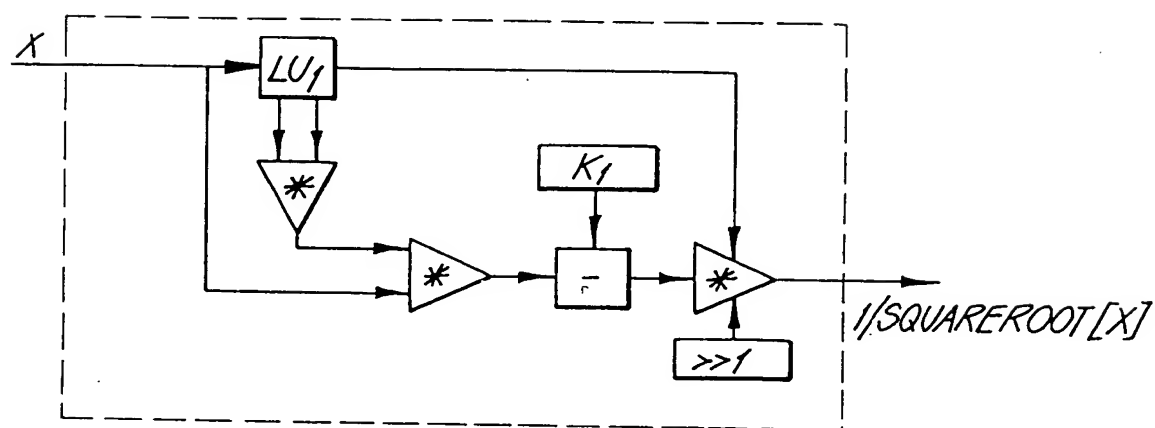 X
LU1
*
K1
*
-
*
1/SQUAREROOT[X]
>>1